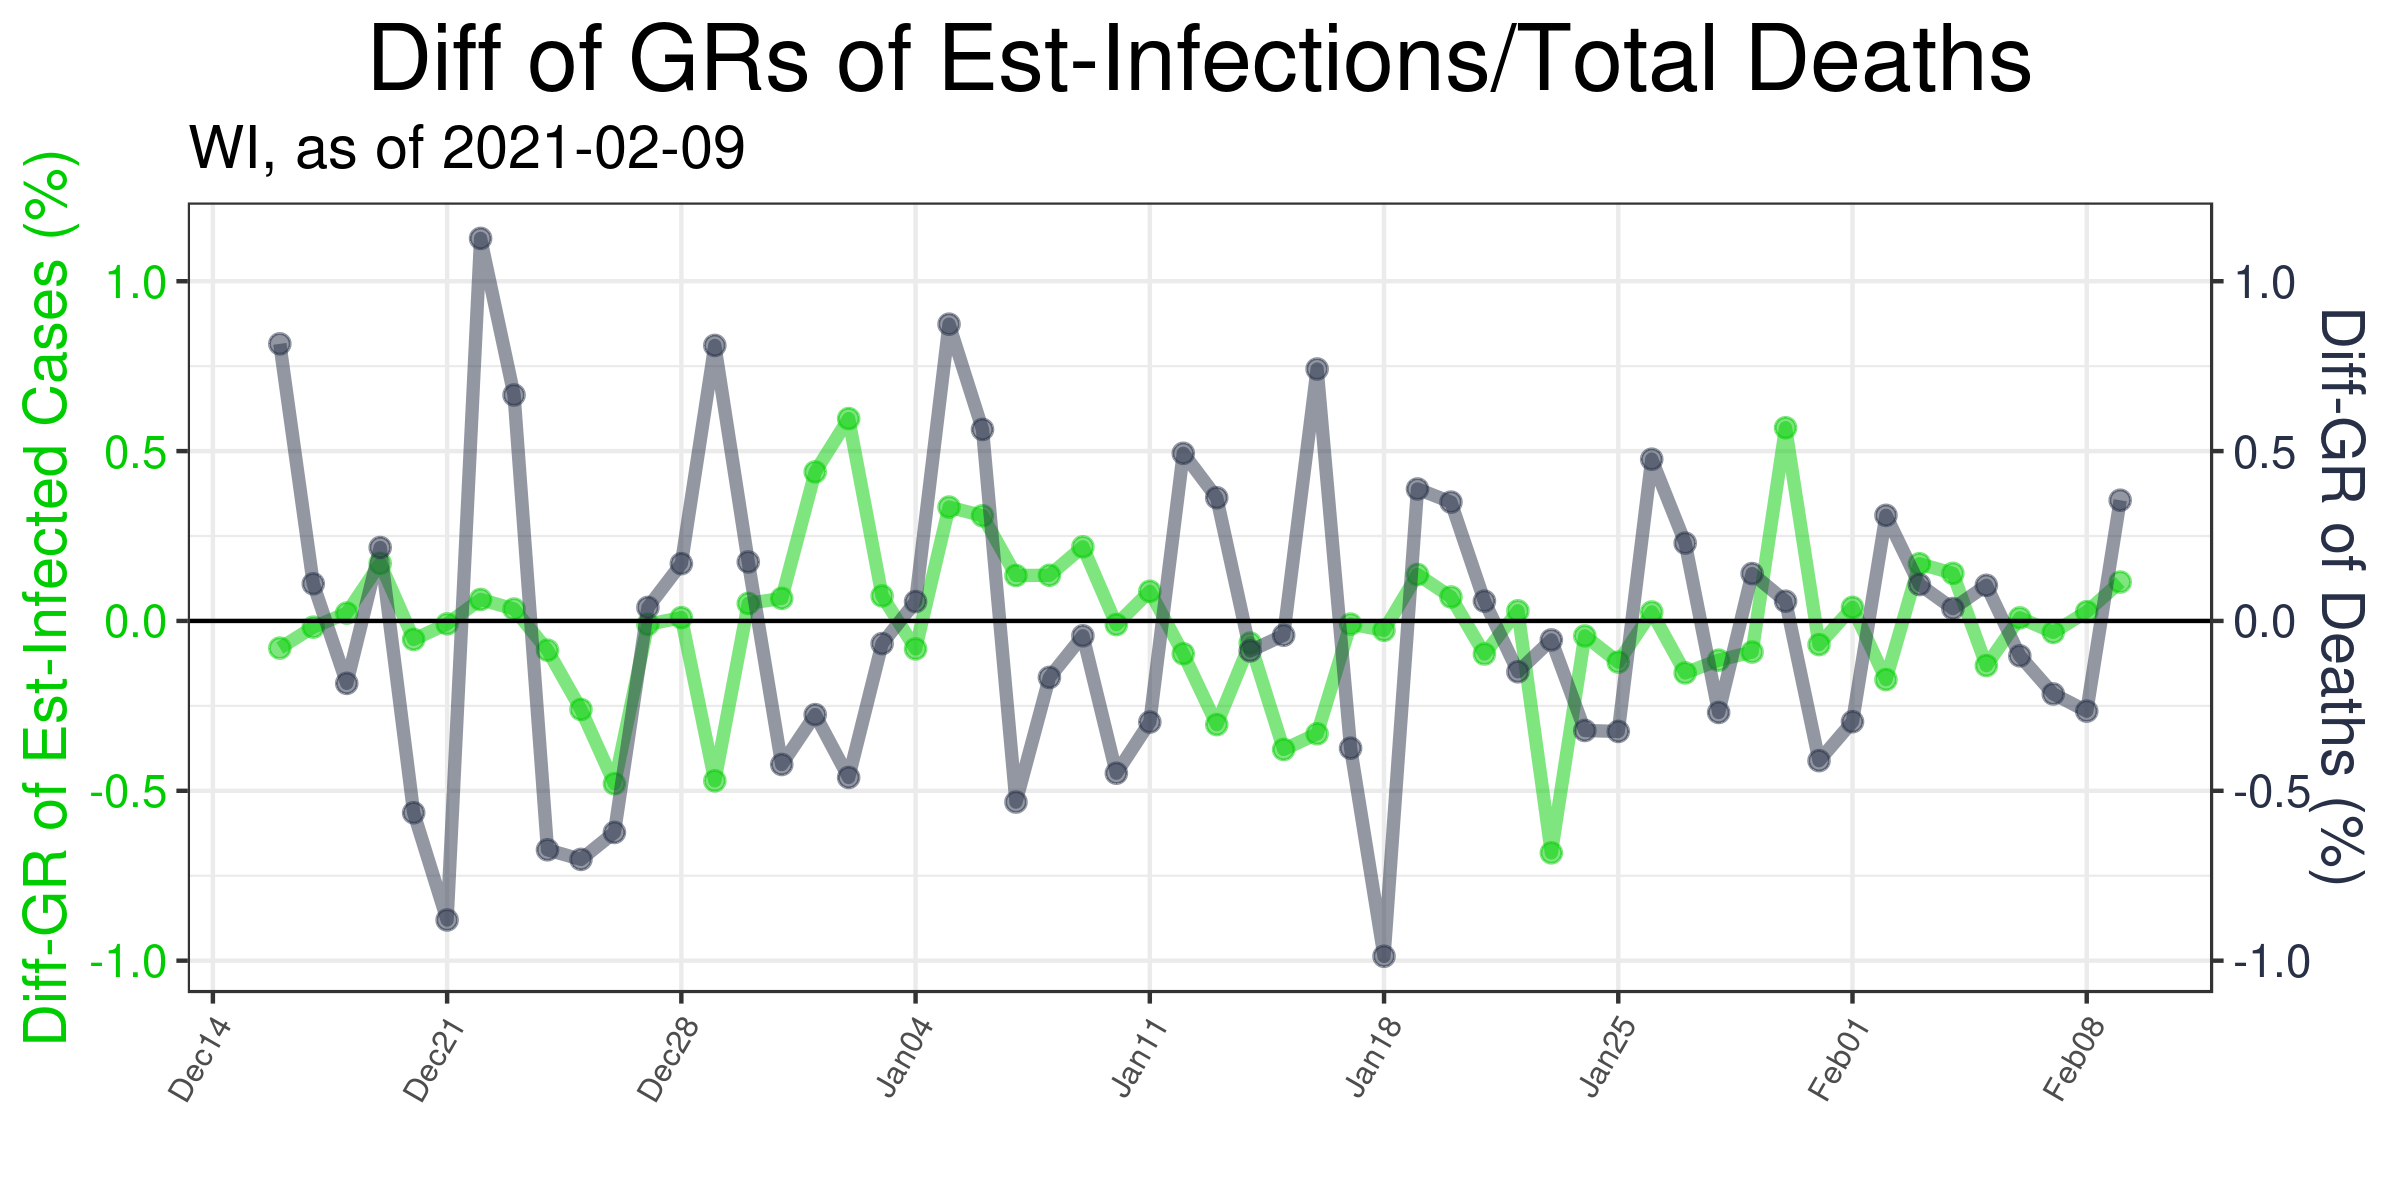 Diff of GRs of Est-Infections/Total Deaths
WI, as of 2021-02-09
Diff-GR of Est-Infected Cases (%)
1.0
0.5
0.0
-0.5
-1.0
1.0
0.5
0.0
-0.5
-1.0
Diff-GR of Deaths (%)
Dec14
Dec21
Dec28
Jan04
Jan11
Jan18
Jan25
Feb01
Feb08